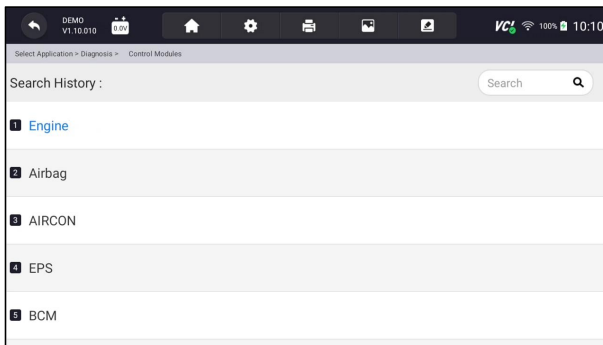 DEMO
V1.10.010
0.0V
VCI
100%
10:10
Select Application > Diagnosis > Control Modules
Search History :
Search
1 Engine
2 Airbag
3 AIRCON
4 EPS
5 BCM